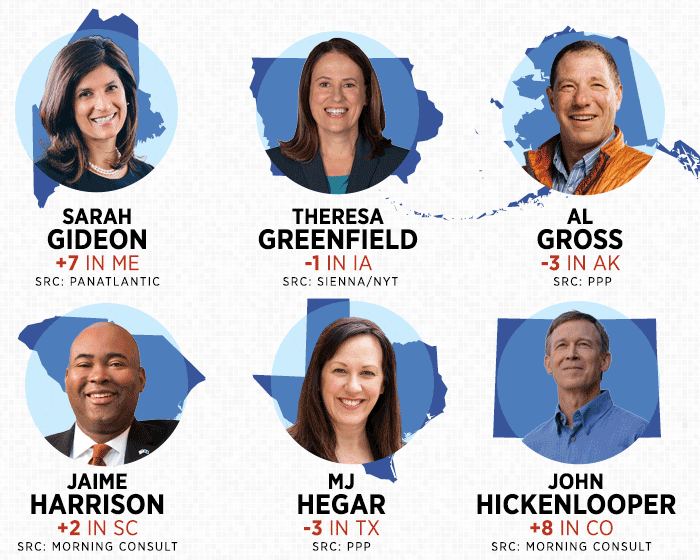 SARAH
GIDEON
+7 IN ME
SRC: PANATLANTIC
THERESA
GREENFIELD
-1 IN IA
SRC: SIENNA/NYT
AL
GROSS
-3 IN AK
SRC: PPP
JAIME
HARRISON
+2 IN SC
SRC: MORNING CONSULT
MJ
HEGAR
-3 IN TX
SRC: PPP
JOHN
HICKENLOOPER
+8 IN CO
SRC: MORNING CONSULT